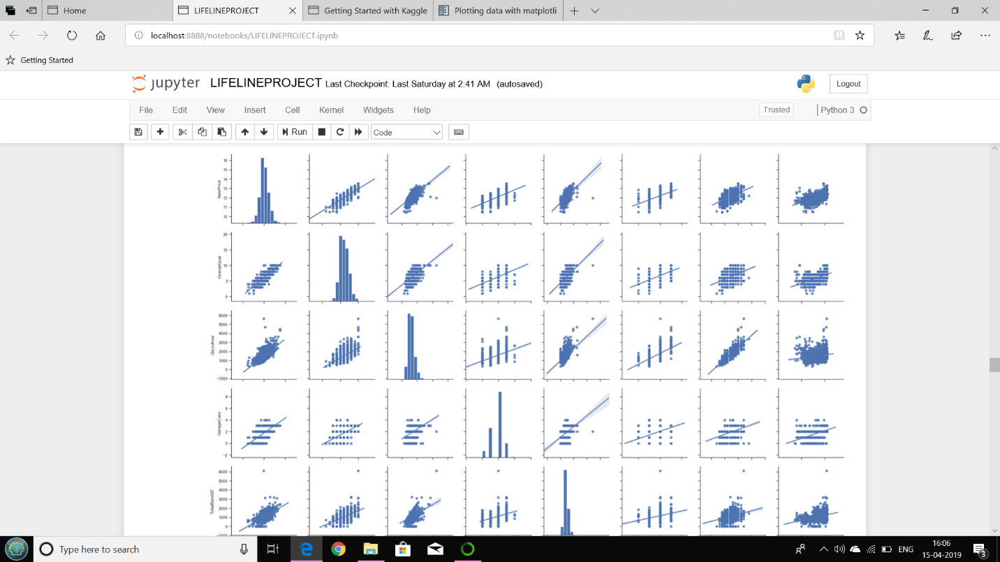 Home
LIFELINEPROJECT
Getting Started with Kaggle
Plotting data with matplotli
localhost:8888/notebooks/LIFELINEPROJECT.ipynb
Getting Started
jupyter LIFELINEPROJECT Last Checkpoint: Last Saturday at 2:41 AM (autosaved)
Logout
File Edit View Insert Cell Kernel Widgets Help
Trusted
Python 3
Run
Code
SalePrice
16
15
14
13
12
11
10
OverallQual
20
15
10
5
0
GrLivArea
6000
5000
4000
3000
2000
1000
0
−1000
GarageCars
8
6
4
2
0
−2
TotalBsmtSF
6000
5000
4000
3000
2000
1000
0
−1000
Type here to search
ENG
16:06
15-04-2019
3